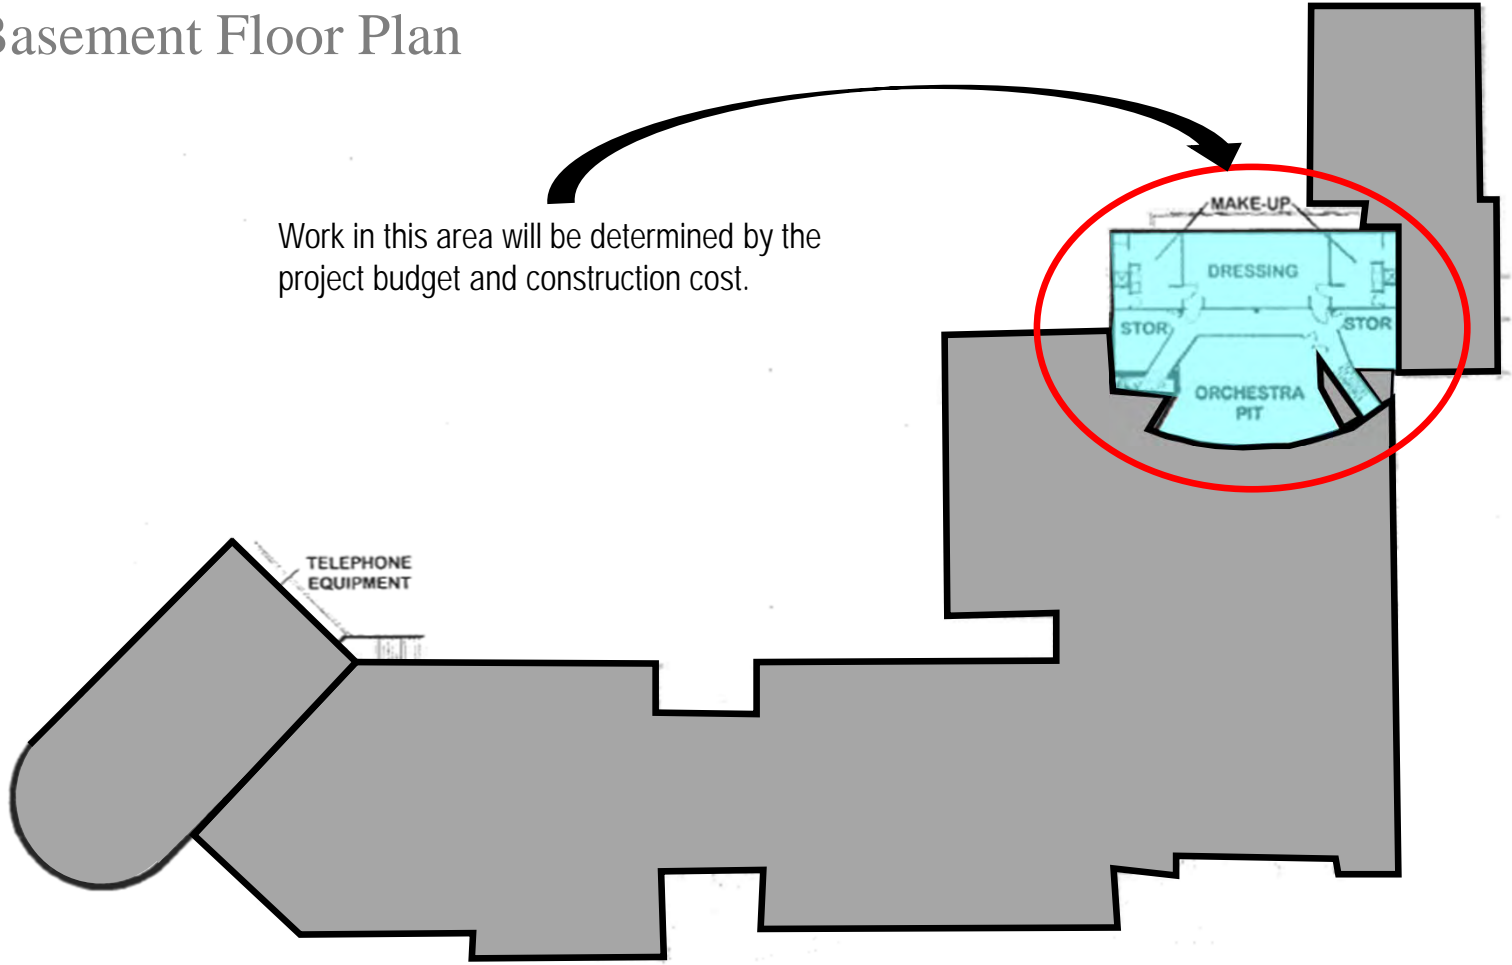 Basement Floor Plan
MAKE-UP
Work in this area will be determined by the
project budget and construction cost.
DRESSING
STOR
STOR
ORCHESTRA
PIT
TELEPHONE
EQUIPMENT